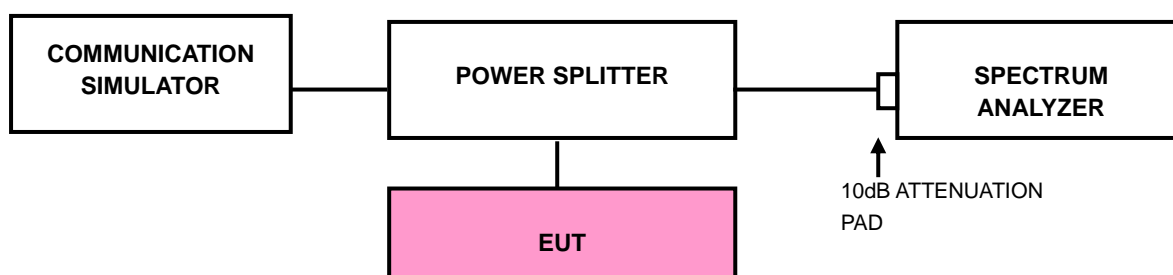 COMMUNICATION
SIMULATOR
POWER SPLITTER
SPECTRUM
ANALYZER
10dB ATTENUATION
PAD
EUT